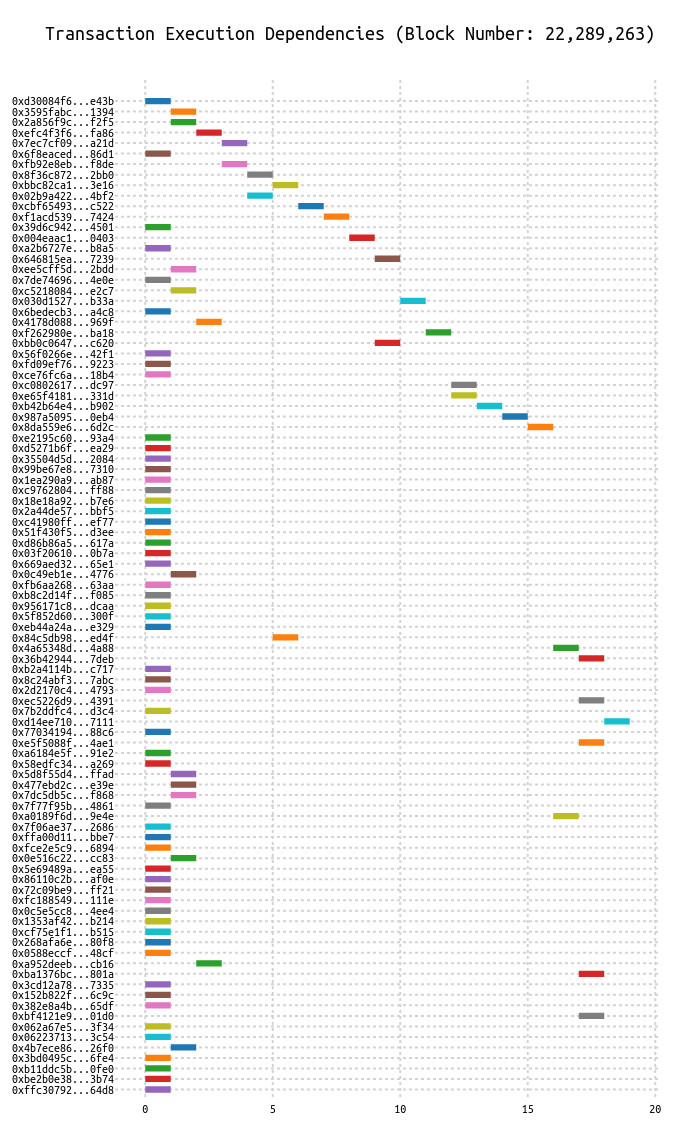 Transaction Execution Dependencies (Block Number: 22,289,263)
0xd30084f6...e43b
0x3595fabc...1394
0x2a856f9c...f2f5
0xefc4f3f6...fa86
0x7ec7cf09...a21d
0x6f8eaced...86d1
0xfb92e8eb...f8de
0x8f36c872...2bb0
0xbbc82ca1...3e16
0x02b9a422...4bf2
0xcbf65493...c522
0xf1acd539...7424
0x39d6c942...4501
0x004eaac1...0403
0xa2b6727e...b8a5
0x646815ea...7239
0xee5cff5d...2bdd
0x7de74696...4e0e
0xc5218084...e2c7
0x030d1527...b33a
0x6bedecb3...a4c8
0x4178d088...969f
0xf262980e...ba18
0xbb0c0647...c620
0x56f0266e...42f1
0xfd09ef76...9223
0xce76fc6a...18b4
0xc0802617...dc97
0xe65f4181...331d
0xb42b64e4...b902
0x987a5095...0eb4
0x8da559e6...6d2c
0xe2195c60...93a4
0xd5271b6f...ea29
0x35504d5d...2084
0x99be67e8...7310
0x1ea290a9...ab87
0xc9762804...ff88
0x18e18a92...b7e6
0x2a44de57...bbf5
0xc41980ff...ef77
0x51f430f5...d3ee
0xd86b86a5...617a
0x03f20610...0b7a
0x669aed32...65e1
0x0c49eb1e...4776
0xfb6aa268...63aa
0xb8c2d14f...f085
0x956171c8...dcaa
0x5f852d60...300f
0xeb44a24a...e329
0x84c5db98...ed4f
0x4a65348d...4a88
0x36b42944...7deb
0xb2a4114b...c717
0x8c24abf3...7abc
0x2d2170c4...4793
0xec5226d9...4391
0x7b2ddfc4...d3c4
0xd14ee710...7111
0x77034194...88c6
0xe5f5088f...4ae1
0xa6184e5f...91e2
0x58edfc34...a269
0x5d8f55d4...ffad
0x477ebd2c...e39e
0x7dc5db5c...f868
0x7f77f95b...4861
0xa0189f6d...9e4e
0x7f06ae37...2686
0xffa00d11...bbe7
0xfce2e5c9...6894
0x0e516c22...cc83
0x5e69489a...ea55
0x86110c2b...af0e
0x72c09be9...ff21
0xfc188549...111e
0x0c5e5cc8...4ee4
0x1353af42...b214
0xcf75e1f1...b515
0x268afa6e...80f8
0x0588eccf...48cf
0xa952deeb...cb16
0xba1376bc...801a
0x3cd12a78...7335
0x152b822f...6c9c
0x382e8a4b...65df
0xbf4121e9...01d0
0x062a67e5...3f34
0x06223713...3c54
0x4b7ece86...26f0
0x3bd0495c...6fe4
0xb11ddc5b...0fe0
0xbe2b0e38...3b74
0xffc30792...64d8
0 5 10 15 20